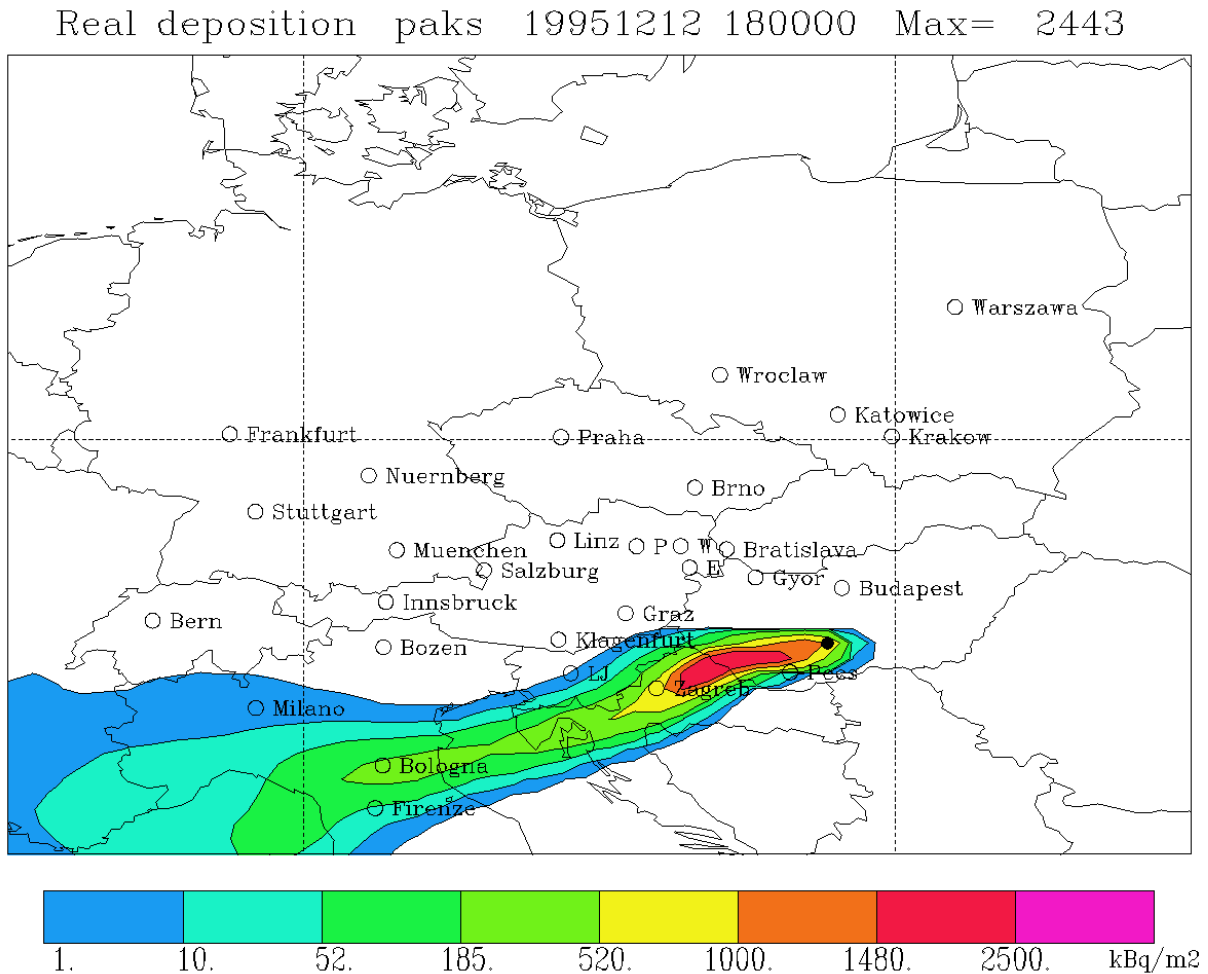 Real deposition paks 19951212 180000 Max= 2443
Warszawa
Wroclaw
Katowice
Frankfurt
Praha
Krakow
Nuernberg
Brno
Stuttgart
Linz
P
W
Bratislava
Muenchen
Salzburg
E
Gyor
Budapest
Innsbruck
Bern
Graz
Klagenfurt
Bozen
LJ
Pecs
Zagreb
Milano
Bologna
Firenze
1. 10. 52. 185. 520. 1000. 1480. 2500. kBq/m2